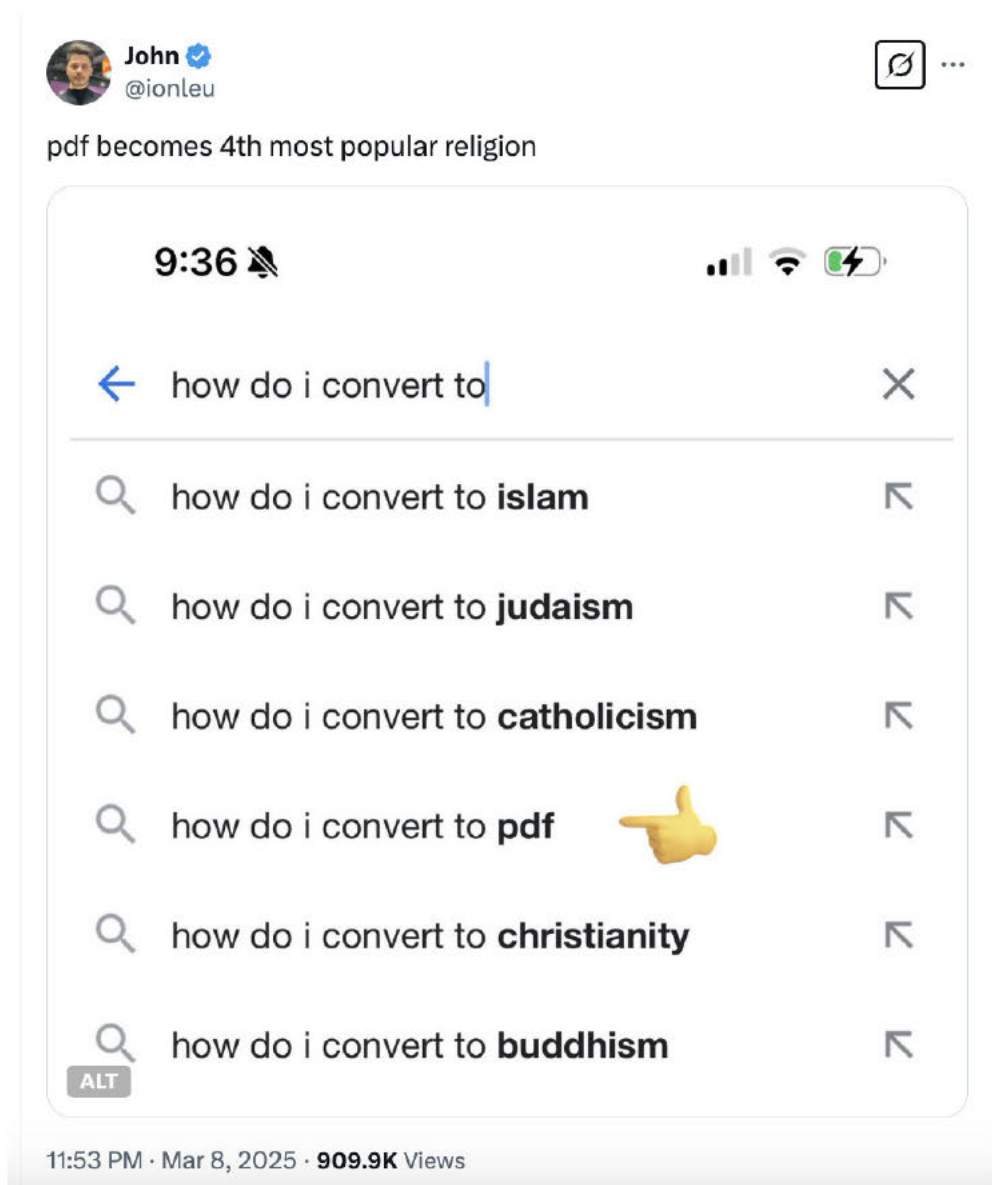 John
@ionleu
pdf becomes 4th most popular religion
9:36
how do i convert to
how do i convert to islam
how do i convert to judaism
how do i convert to catholicism
how do i convert to pdf
how do i convert to christianity
how do i convert to buddhism
ALT
11:53 PM · Mar 8, 2025 · 909.9K Views